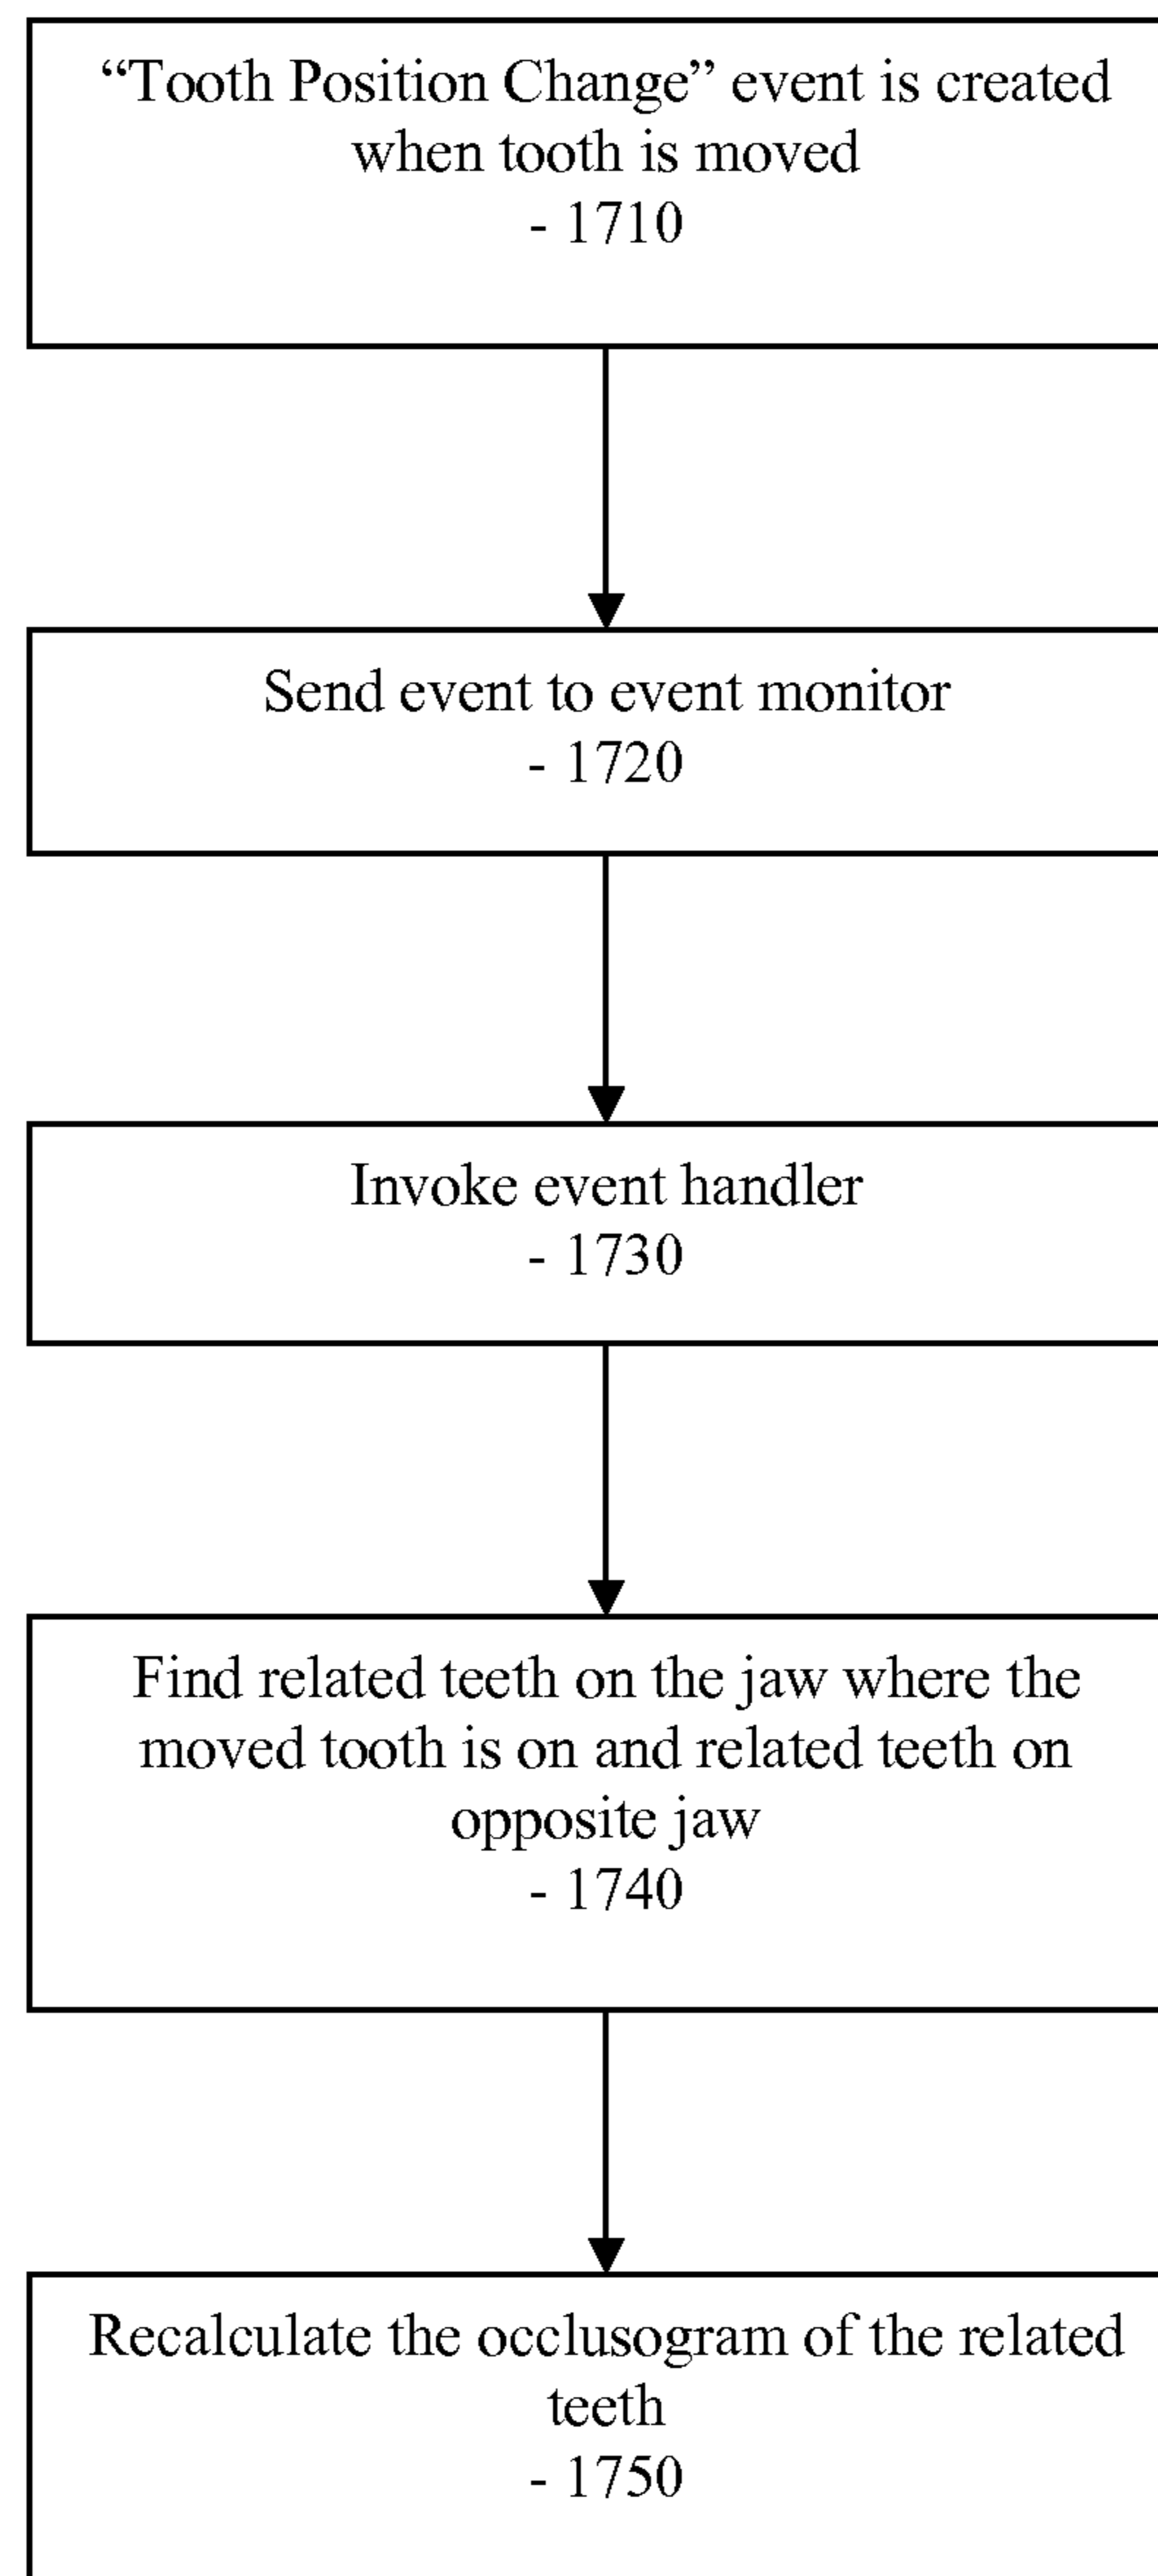 “Tooth Position Change” event is created
when tooth is moved
- 1710
Send event to event monitor
- 1720
Invoke event handler
- 1730
Find related teeth on the jaw where the
moved tooth is on and related teeth on
opposite jaw
- 1740
Recalculate the occlusogram of the related
teeth
- 1750